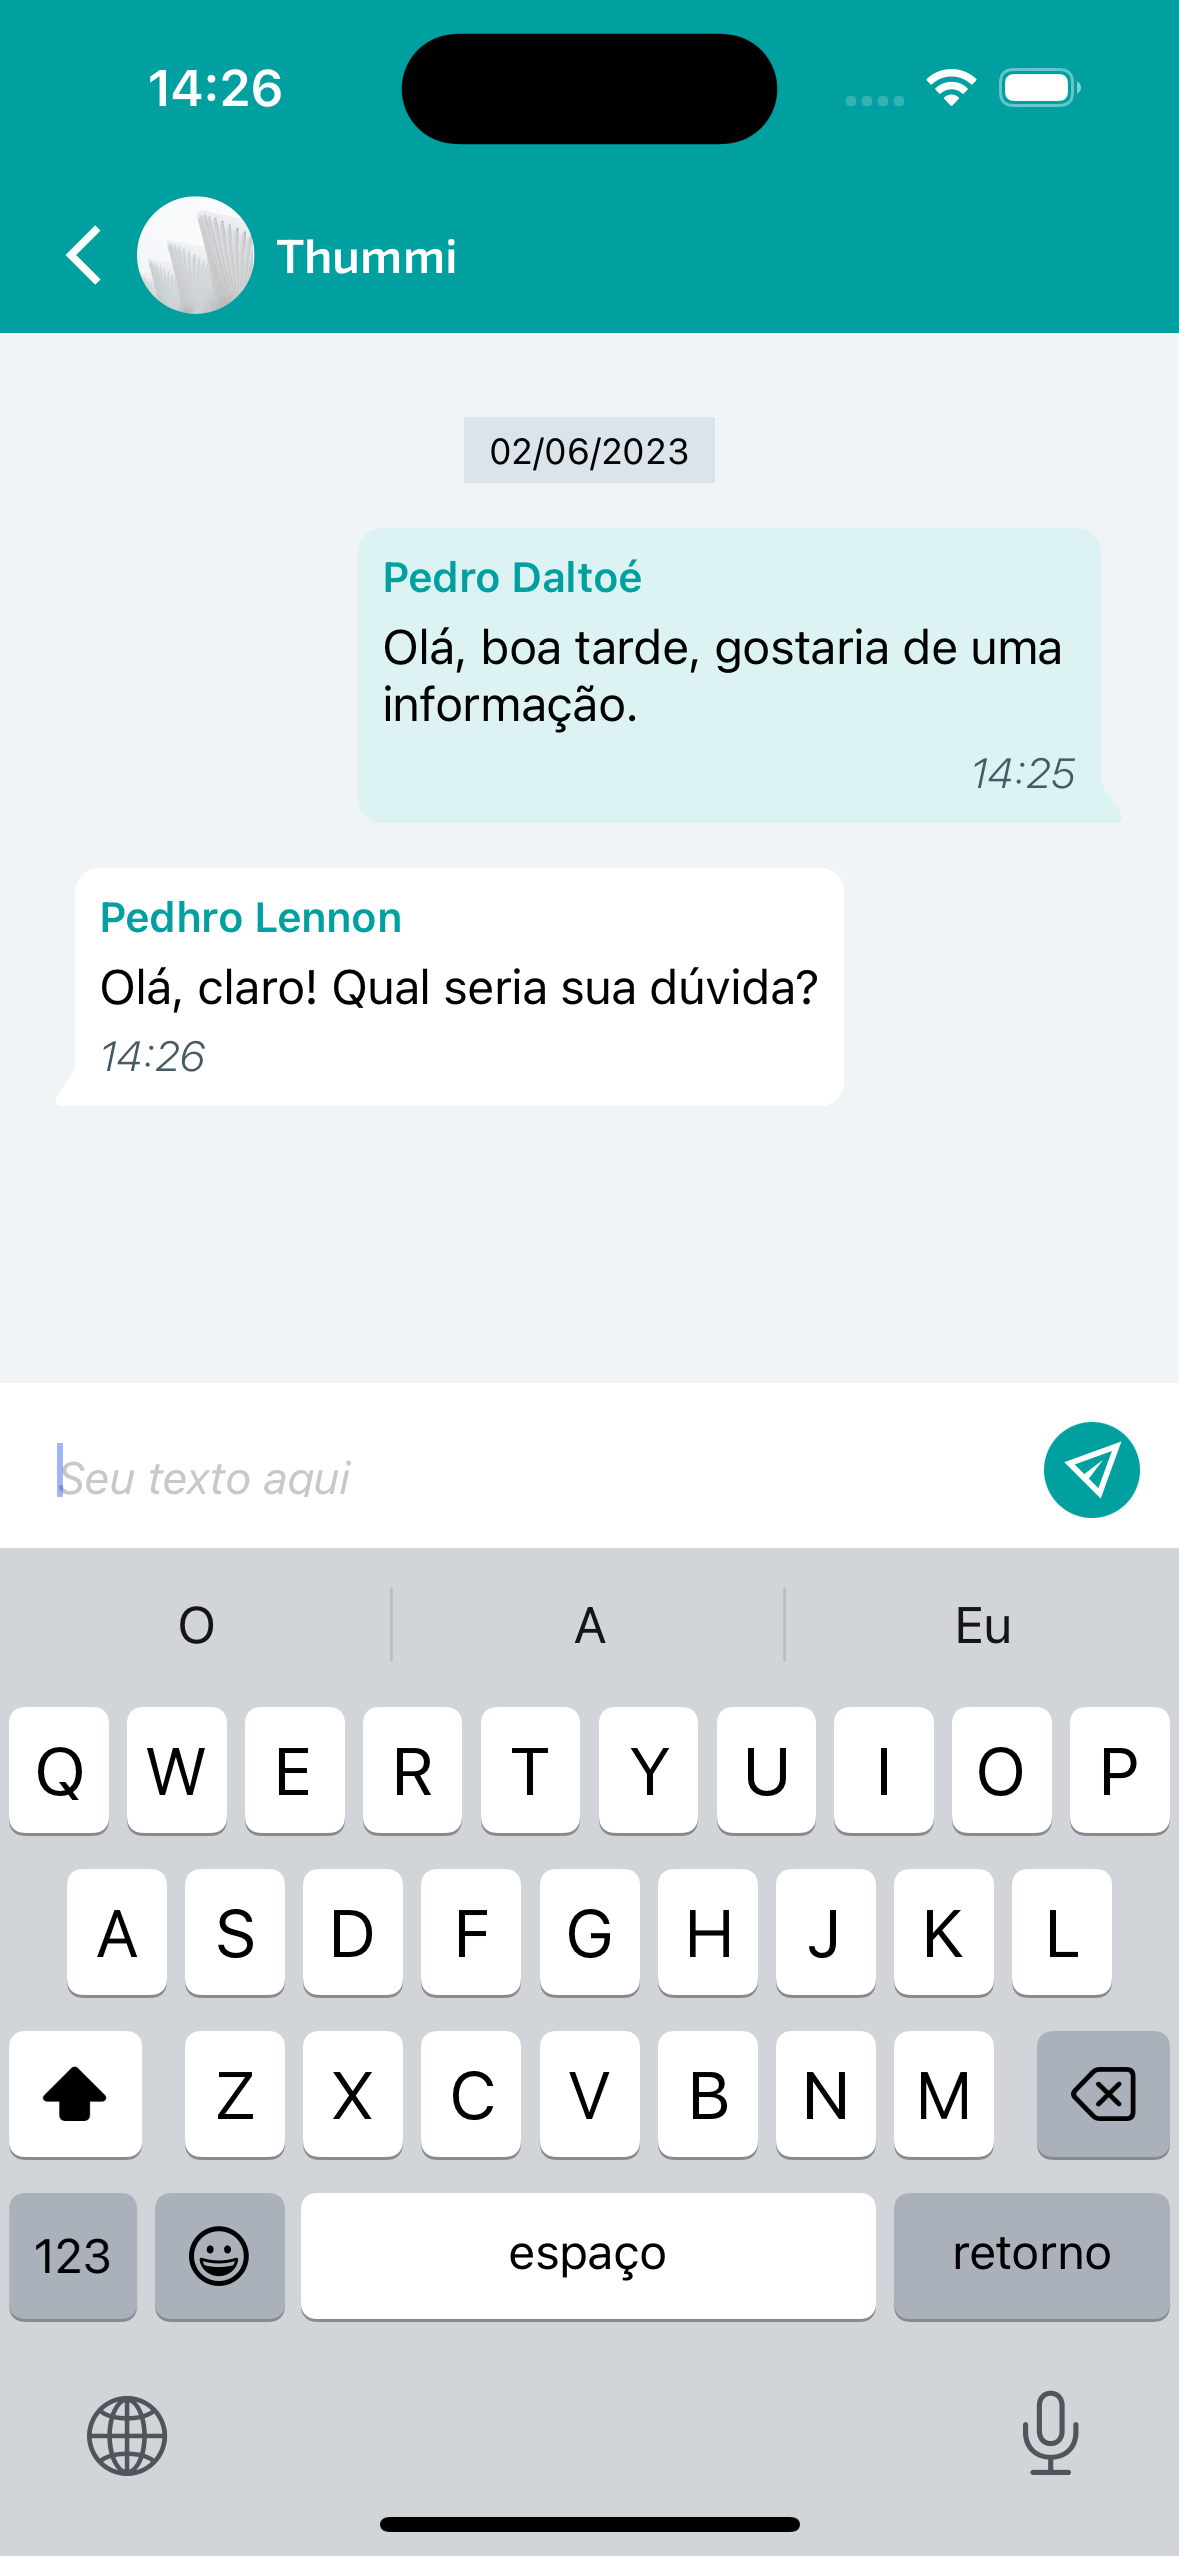 14:26
Thummi
02/06/2023
Pedro Daltoé
Olá, boa tarde, gostaria de uma
informação.
14:25
Pedhro Lennon
Olá, claro! Qual seria sua dúvida?
14:26
Seu texto aqui
O A Eu
Q W E R T Y U I O P
A S D F G H J K L
Z X C V B N M
123 espaço retorno